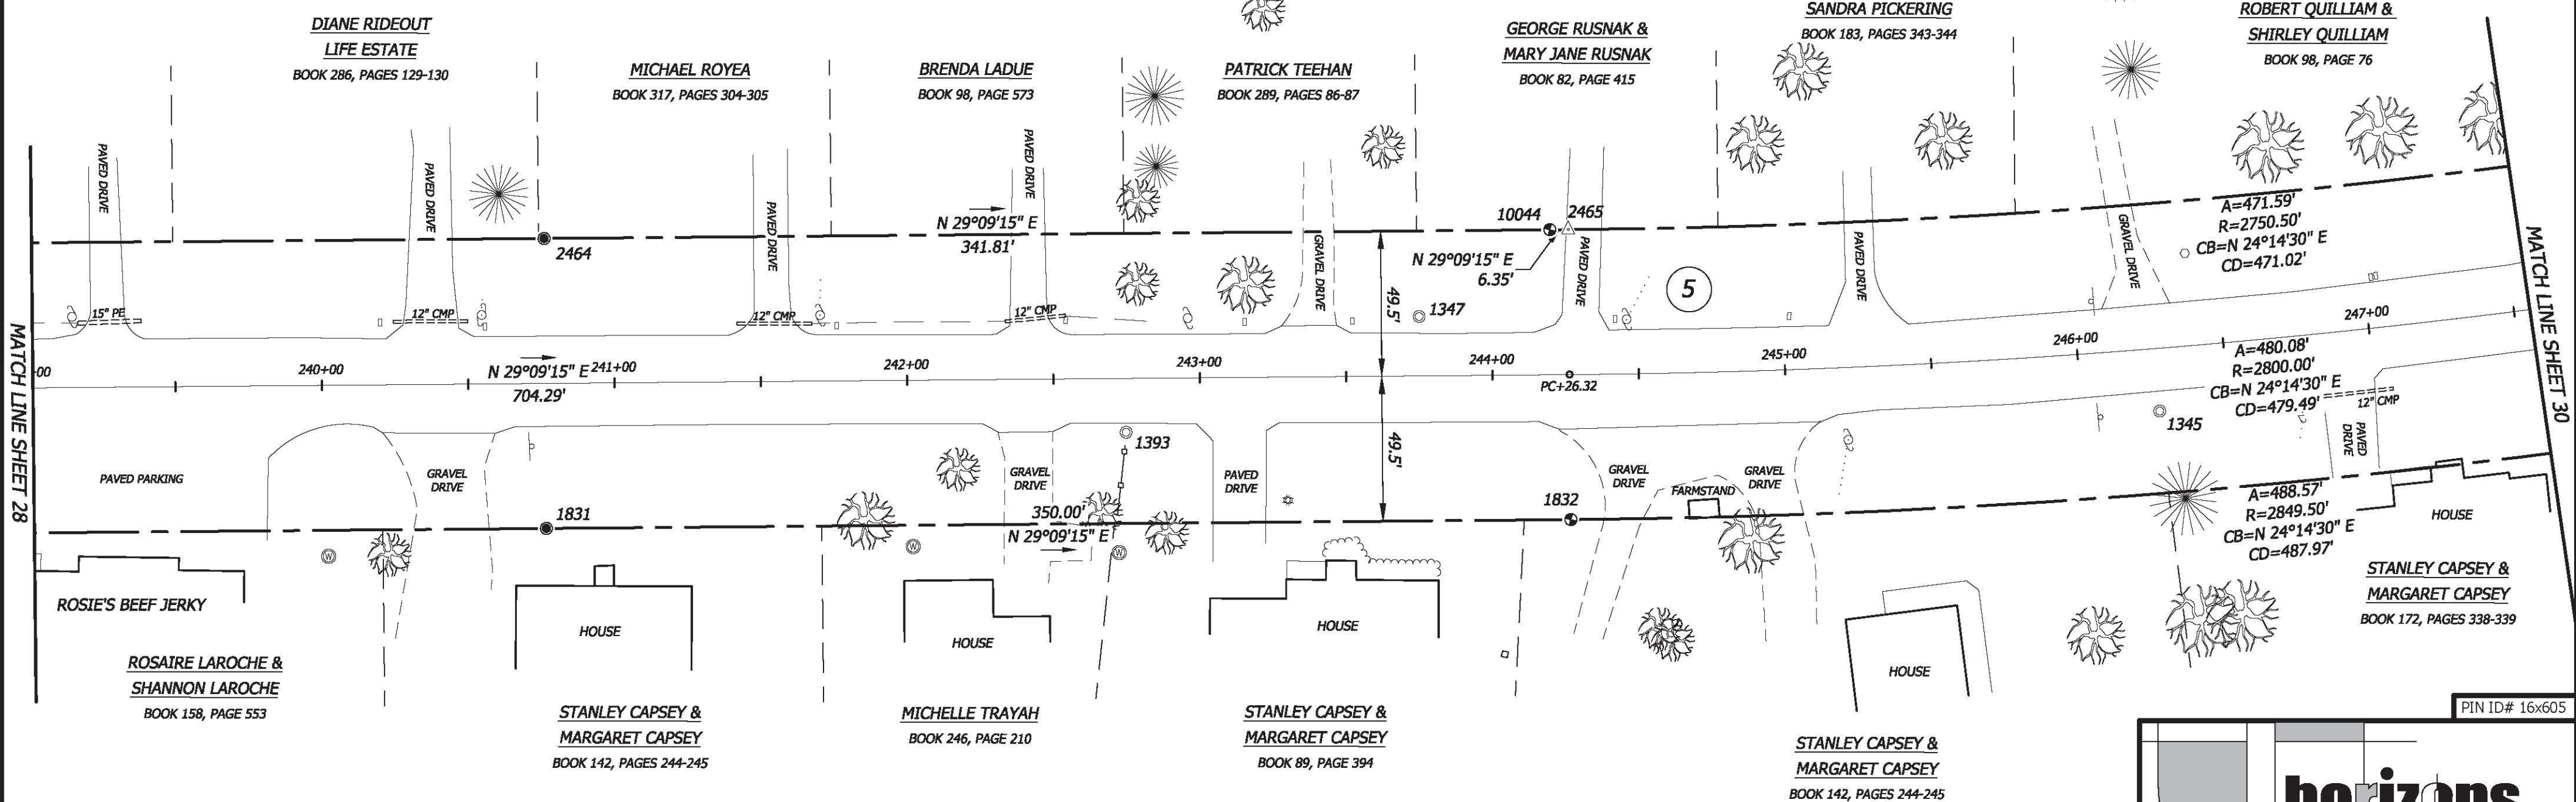 DIANE RIDEOUT
LIFE ESTATE
BOOK 286, PAGES 129-130
MICHAEL ROYEA
BOOK 317, PAGES 304-305
BRENDA LADUE
BOOK 98, PAGE 573
PATRICK TEEHAN
BOOK 289, PAGES 86-87
GEORGE RUSNAK &
MARY JANE RUSNAK
BOOK 82, PAGE 415
SANDRA PICKERING
BOOK 183, PAGES 343-344
ROBERT QUILLIAM &
SHIRLEY QUILLIAM
BOOK 98, PAGE 76
PAVED DRIVE
PAVED DRIVE
PAVED DRIVE
PAVED DRIVE
GRAVEL DRIVE
PAVED DRIVE
PAVED DRIVE
GRAVEL DRIVE
2464
N 29°09'15" E
341.81'
10044
2465
N 29°09'15" E
6.35'
5
A=471.59'
R=2750.50'
CB=N 24°14'30" E
CD=471.02'
15" PE
12" CMP
12" CMP
12" CMP
49.5'
1347
MATCH LINE SHEET 28
MATCH LINE SHEET 30
00
240+00
N 29°09'15" E
704.29'
241+00
242+00
243+00
244+00
PC+26.32
245+00
246+00
247+00
A=480.08'
R=2800.00'
CB=N 24°14'30" E
CD=479.49'
12" CMP
1345
PAVED
DRIVE
49.5'
PAVED PARKING
GRAVEL
DRIVE
GRAVEL
DRIVE
1393
PAVED
DRIVE
GRAVEL
DRIVE
GRAVEL
DRIVE
FARMSTAND
1831
350.00'
N 29°09'15" E
1832
A=488.57'
R=2849.50'
CB=N 24°14'30" E
CD=487.97'
HOUSE
W
W
W
ROSIE'S BEEF JERKY
HOUSE
HOUSE
HOUSE
HOUSE
ROSAIRE LAROCHE &
SHANNON LAROCHE
BOOK 158, PAGE 553
STANLEY CAPSEY &
MARGARET CAPSEY
BOOK 142, PAGES 244-245
MICHELLE TRAYAH
BOOK 246, PAGE 210
STANLEY CAPSEY &
MARGARET CAPSEY
BOOK 89, PAGE 394
STANLEY CAPSEY &
MARGARET CAPSEY
BOOK 142, PAGES 244-245
STANLEY CAPSEY &
MARGARET CAPSEY
BOOK 172, PAGES 338-339
PIN ID# 16x605
horizons